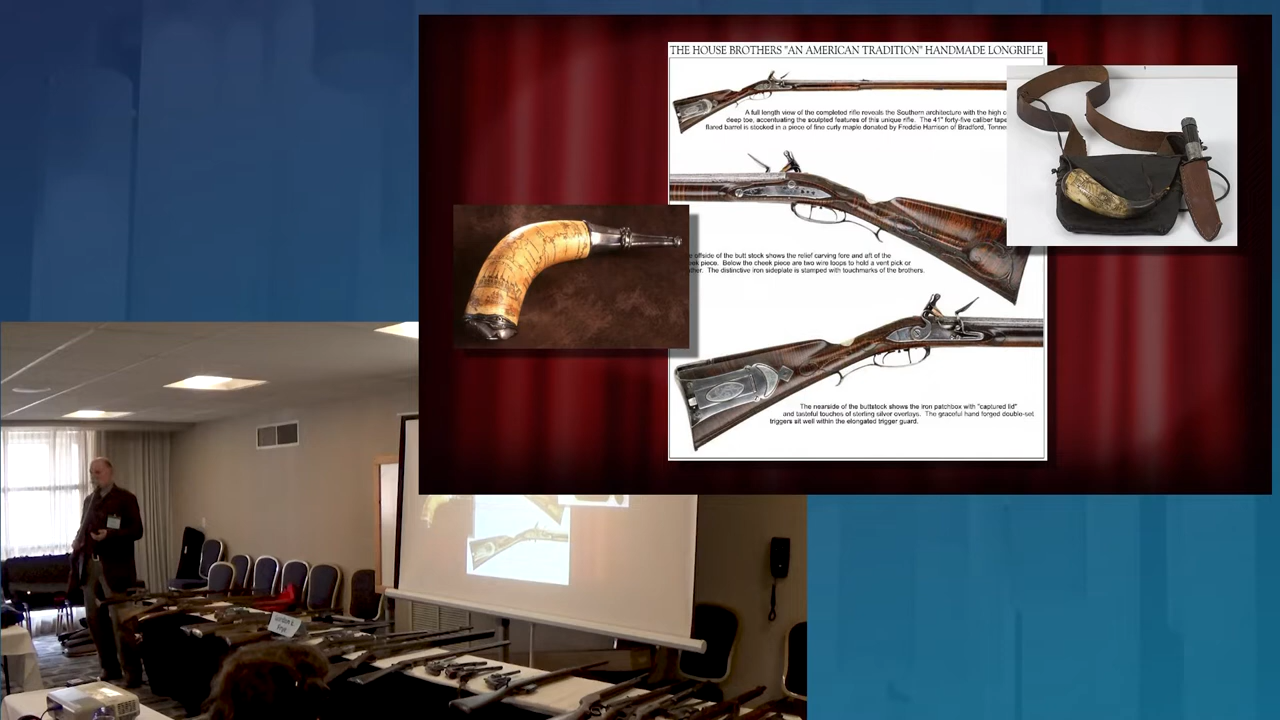 THE HOUSE BROTHERS "AN AMERICAN TRADITION" HANDMADE LONGRIFLE
A full length view of the completed rifle reveals the Southern architecture with the high c
deep toe, accentuating the sculpted features of this unique rifle. The 41" forty-five caliber tape
flared barrel is stocked in a piece of fine curly maple donated by Freddie Harrison of Bradford, Tennes
e offside of the butt stock shows the relief carving fore and aft of the
ek piece. Below the cheek piece are two wire loops to hold a vent pick or
ther. The distinctive iron sideplate is stamped with touchmarks of the brothers.
The nearside of the buttstock shows the iron patchbox with "captured lid"
and tasteful touches of sterling silver overlays. The graceful hand forged double-set
triggers sit well within the elongated trigger guard.